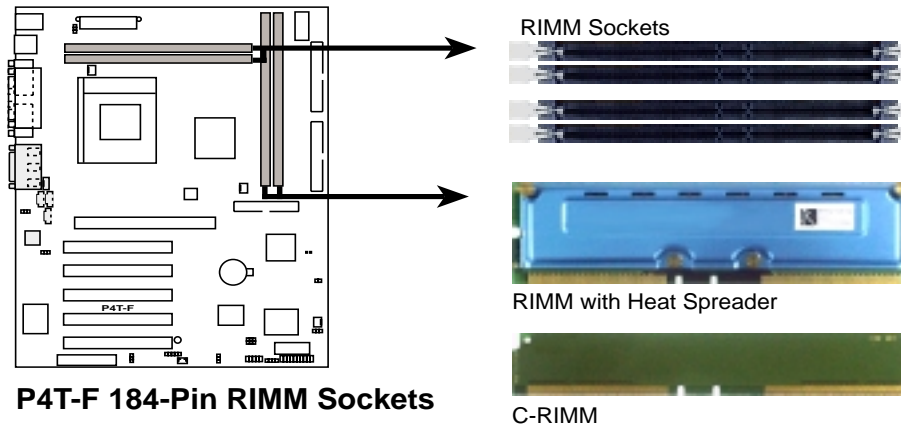 RIMM Sockets
P4T-F
RIMM with Heat Spreader
P4T-F 184-Pin RIMM Sockets
C-RIMM